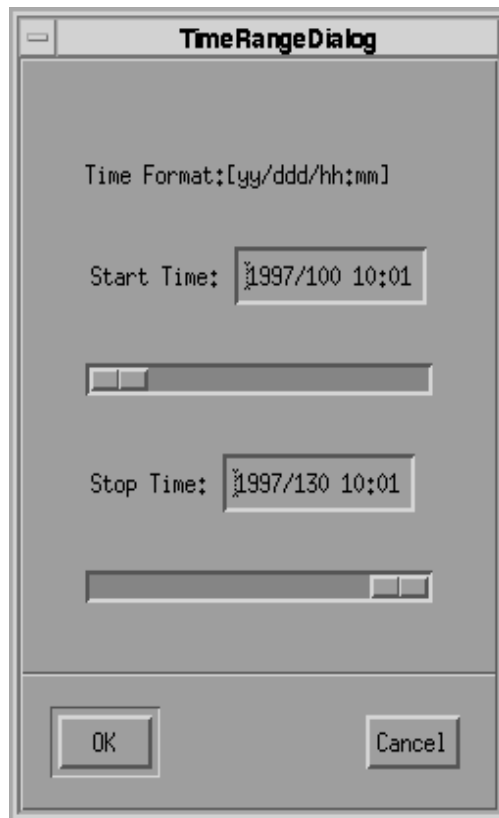 TimeRangeDialog
Time Format:[yy/ddd/hh:mm]
Start Time: 1997/100 10:01
Stop Time: 1997/130 10:01
OK Cancel